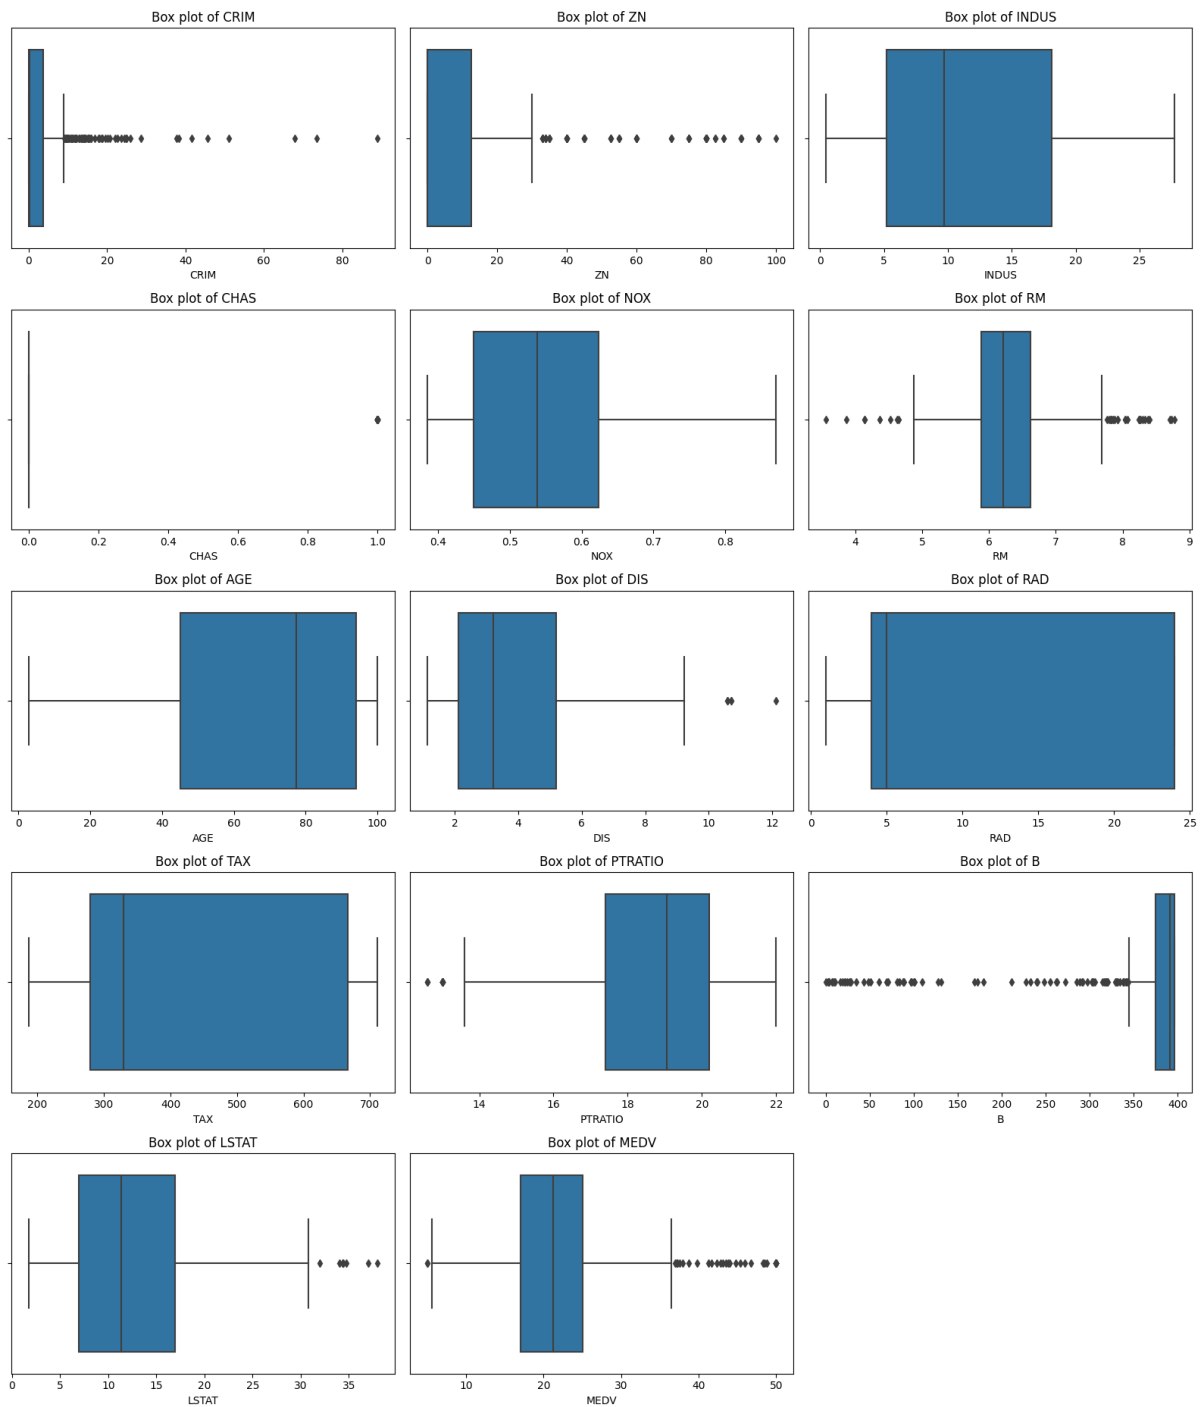 Box plot of CRIM
Box plot of ZN
Box plot of INDUS
0 20 40 60 80
0 20 40 60 80 100
0 5 10 15 20 25
CRIM
ZN
INDUS
Box plot of CHAS
Box plot of NOX
Box plot of RM
0.0 0.2 0.4 0.6 0.8 1.0
0.4 0.5 0.6 0.7 0.8
4 5 6 7 8 9
CHAS
NOX
RM
Box plot of AGE
Box plot of DIS
Box plot of RAD
0 20 40 60 80 100
2 4 6 8 10 12
0 5 10 15 20 25
AGE
DIS
RAD
Box plot of TAX
Box plot of PTRATIO
Box plot of B
200 300 400 500 600 700
14 16 18 20 22
0 50 100 150 200 250 300 350 400
TAX
PTRATIO
B
Box plot of LSTAT
Box plot of MEDV
0 5 10 15 20 25 30 35
10 20 30 40 50
LSTAT
MEDV